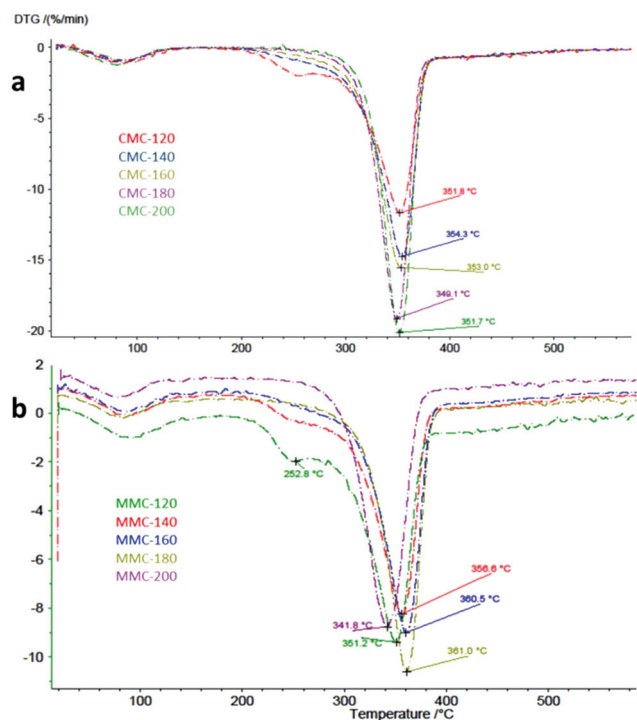 DTG /(%/min)
a
0
-5
-10
-15
-20
CMC-120
CMC-140
CMC-160
CMC-180
CMC-200
351.8 °C
354.3 °C
353.0 °C
349.1 °C
351.7 °C
100 200 300 400 500
b
2
0
-2
-4
-6
-8
-10
252.8 °C
MMC-120
MMC-140
MMC-160
MMC-180
MMC-200
356.6 °C
360.5 °C
341.8 °C
351.2 °C
361.0 °C
100 200 300 400 500
Temperature /°C